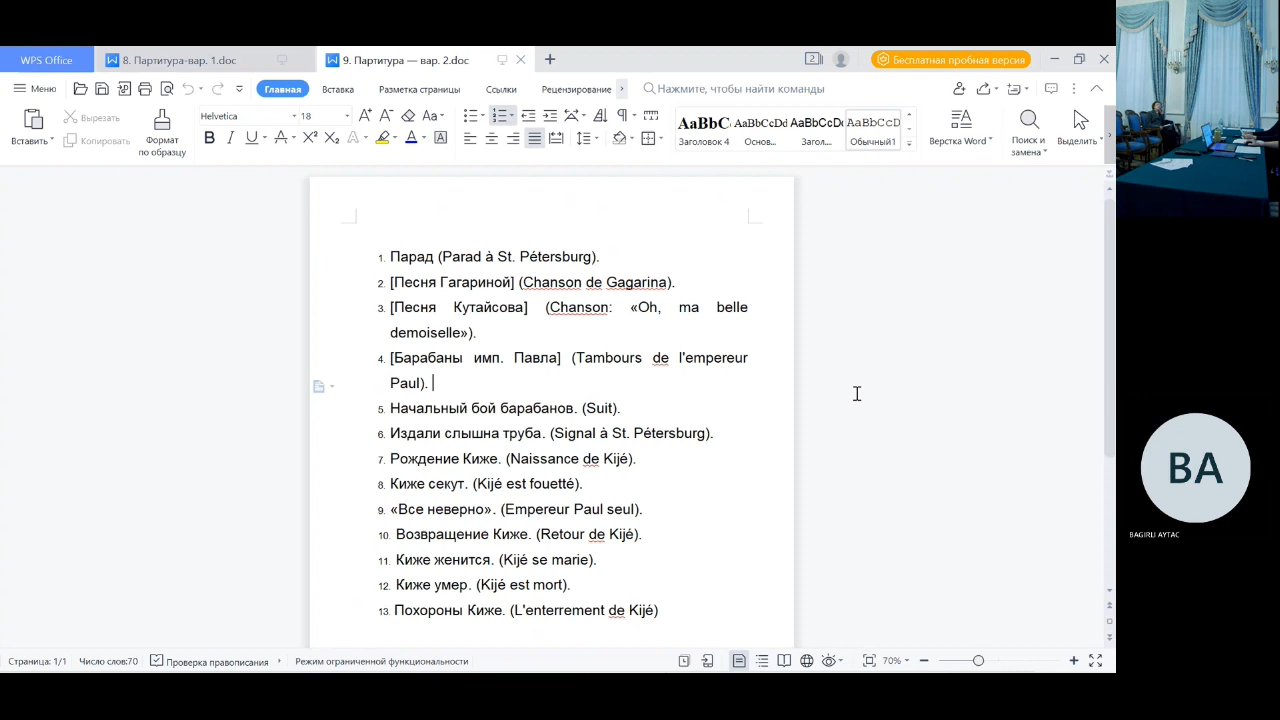 WPS Office
8. Партитура-вар. 1.doc
9. Партитура — вар. 2.doc
Бесплатная пробная версия
Меню
Главная
Вставка
Разметка страницы
Ссылки
Рецензирование
Нажмите, чтобы найти команды
Вставить
Вырезать
Копировать
Формат по образцу
Helvetica
18
AaBbC
AaBbCcDd
AaBbCcDd
AaBbCcD
Заголовок 4
Основ...
Загол...
Обычный1
Верстка Word
Поиск и замена
Выделить
1. Парад (Parad à St. Pétersburg).
2. [Песня Гагариной] (Chanson de Gagarina).
3. [Песня Кутайсова] (Chanson: «Oh, ma belle
demoiselle»).
4. [Барабаны имп. Павла] (Tambours de l'empereur
Paul).
5. Начальный бой барабанов. (Suit).
6. Издали слышна труба. (Signal à St. Pétersburg).
7. Рождение Киже. (Naissance de Kijé).
8. Киже секут. (Kijé est fouetté).
9. «Все неверно». (Empereur Paul seul).
10. Возвращение Киже. (Retour de Kijé).
11. Киже женится. (Kijé se marie).
12. Киже умер. (Kijé est mort).
13. Похороны Киже. (L'enterrement de Kijé)
BA
BAGIRLI AYTAC
Страница: 1/1
Число слов:70
Проверка правописания
Режим ограниченной функциональности
70%